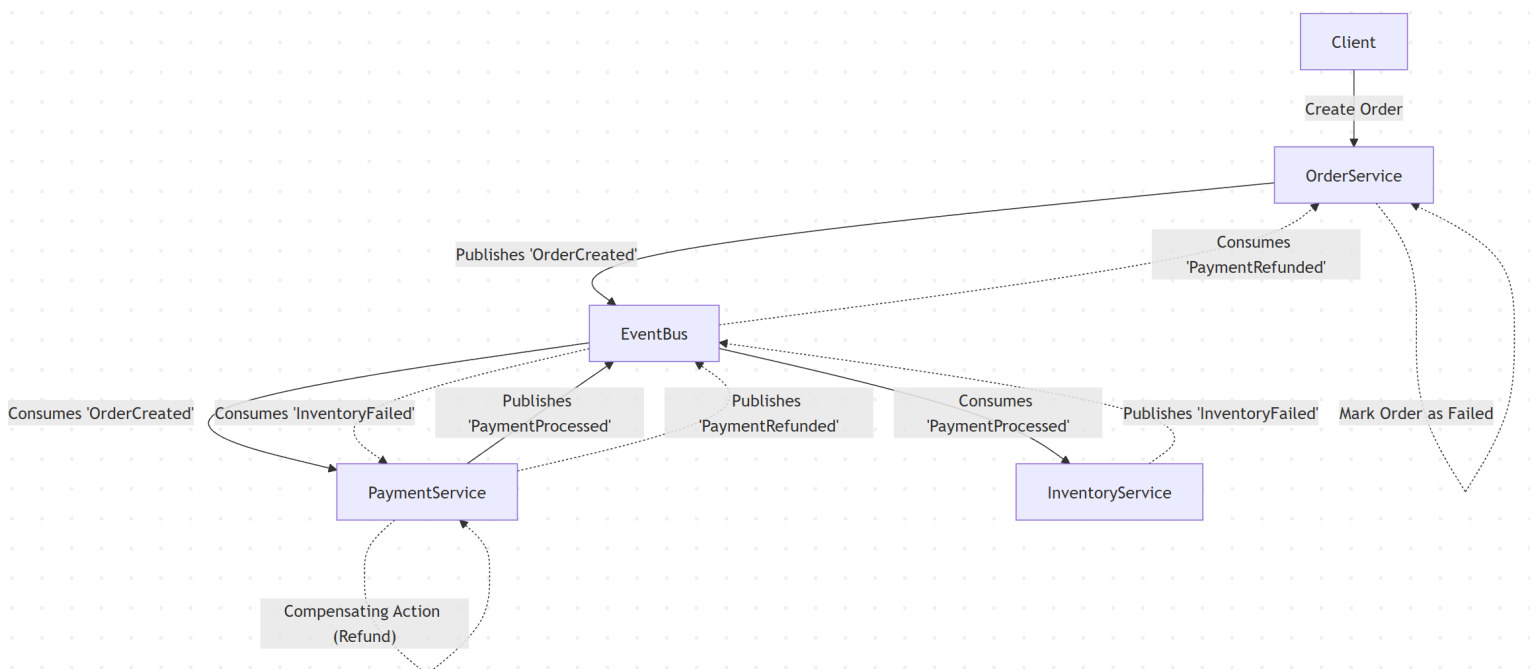 Client
Create Order
OrderService
Publishes 'OrderCreated'
Consumes
'PaymentRefunded'
EventBus
Consumes 'OrderCreated'
Consumes 'InventoryFailed'
Publishes
'PaymentProcessed'
Publishes
'PaymentRefunded'
Consumes
'PaymentProcessed'
Publishes 'InventoryFailed'
Mark Order as Failed
PaymentService
InventoryService
Compensating Action
(Refund)